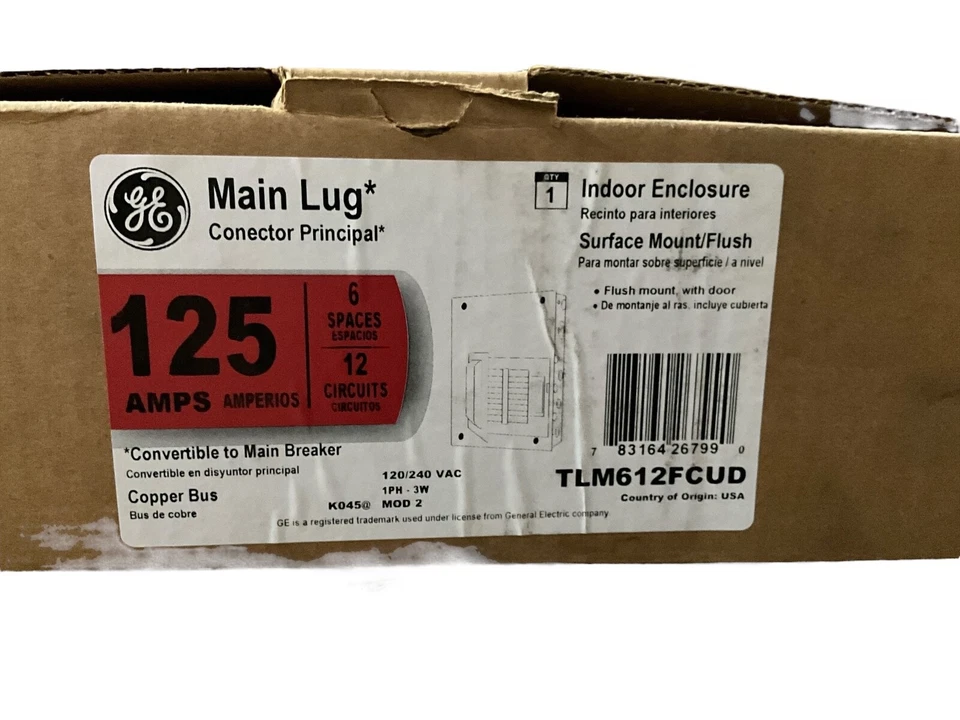 GE
Main Lug*
Conector Principal*
125
AMPS AMPERIOS
6
SPACES
ESPACIOS
12
CIRCUITS
CIRCUITOS
*Convertible to Main Breaker
Convertible en disyuntor principal
Copper Bus
Bus de cobre
120/240 VAC
1PH - 3W
K045@ MOD 2
QTY
1
Indoor Enclosure
Recinto para interiores
Surface Mount/Flush
Para montar sobre superficie / a nivel
• Flush mount, with door
• De montanje al ras, incluye cubierta
7 83164 26799 0
TLM612FCUD
Country of Origin: USA
GE is a registered trademark used under license from General Electric company